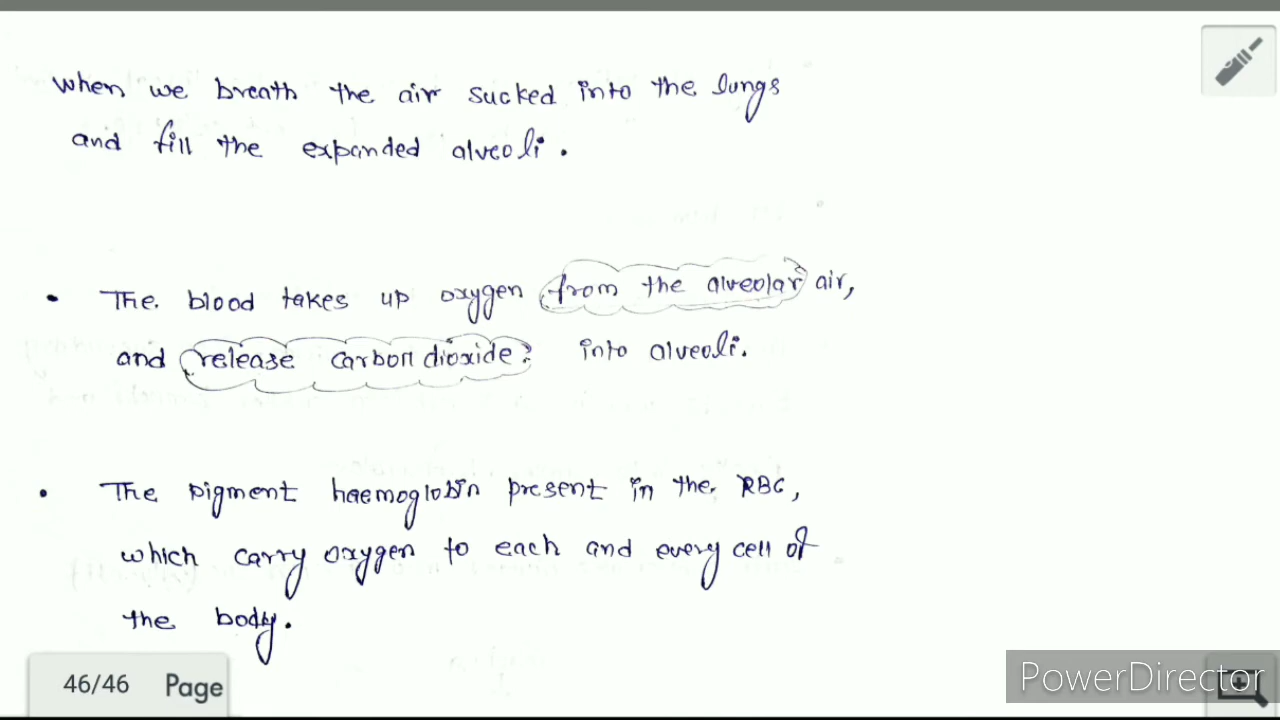 when we breath the air sucked into the lungs
and fill the expanded alveoli.
• The blood takes up oxygen from the alveolar air,
and release carbon dioxide into alveoli.
• The pigment haemoglobin present in the RBC,
which carry oxygen to each and every cell of
the body.
46/46 Page
PowerDirector